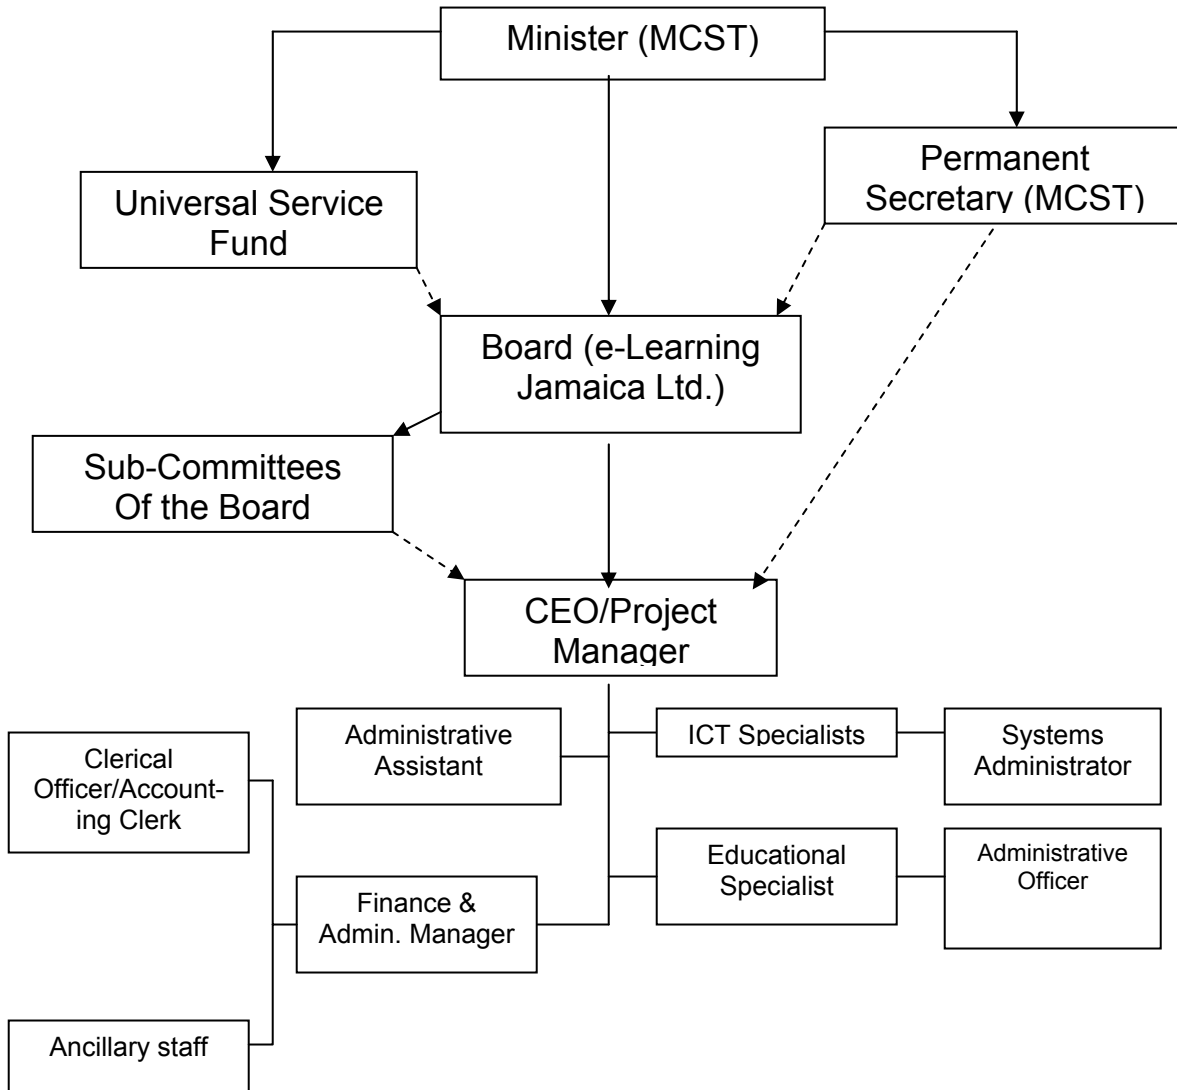 Minister (MCST)
Permanent
Secretary (MCST)
Universal Service
Fund
Board (e-Learning
Jamaica Ltd.)
Sub-Committees
Of the Board
CEO/Project
Manager
Administrative
Assistant
ICT Specialists
Systems
Administrator
Clerical
Officer/Account-
ing Clerk
Educational
Specialist
Administrative
Officer
Finance &
Admin. Manager
Ancillary staff